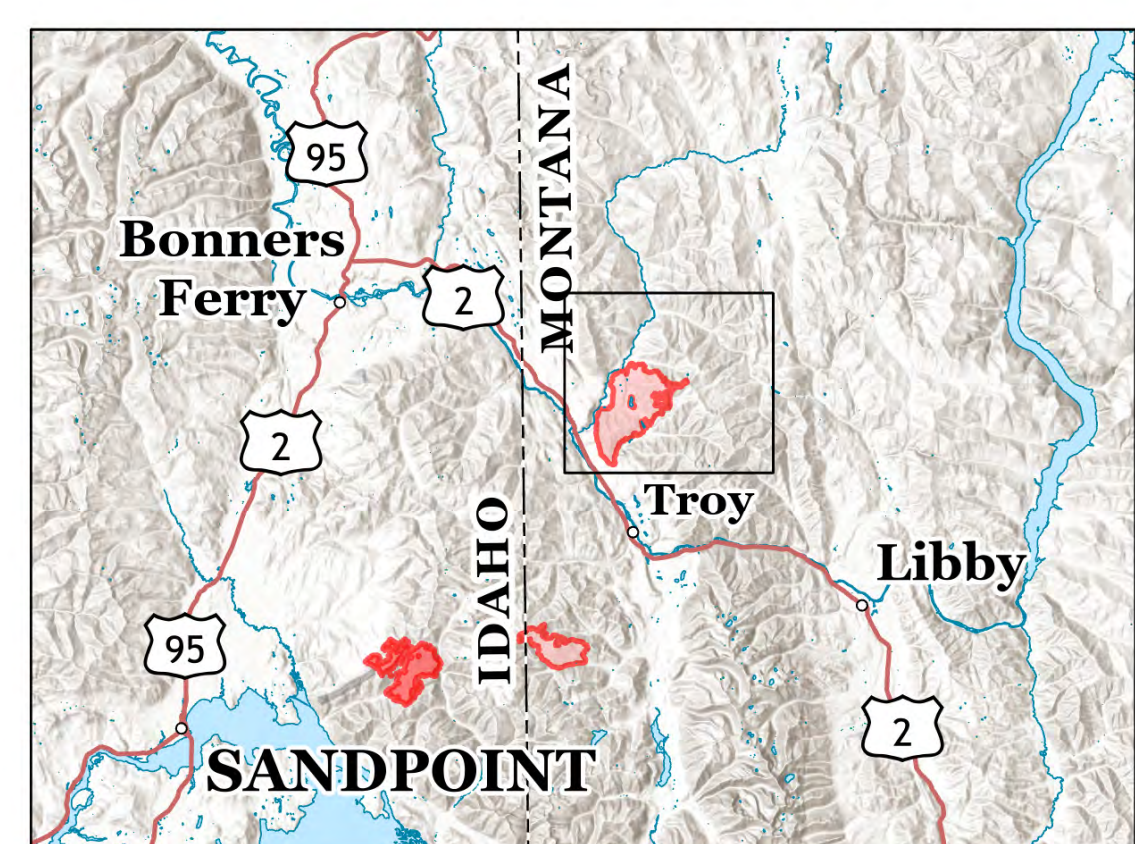 MONTANA
95
Bonners
Ferry
2
2
Troy
IDAHO
Libby
95
2
SANDPOINT